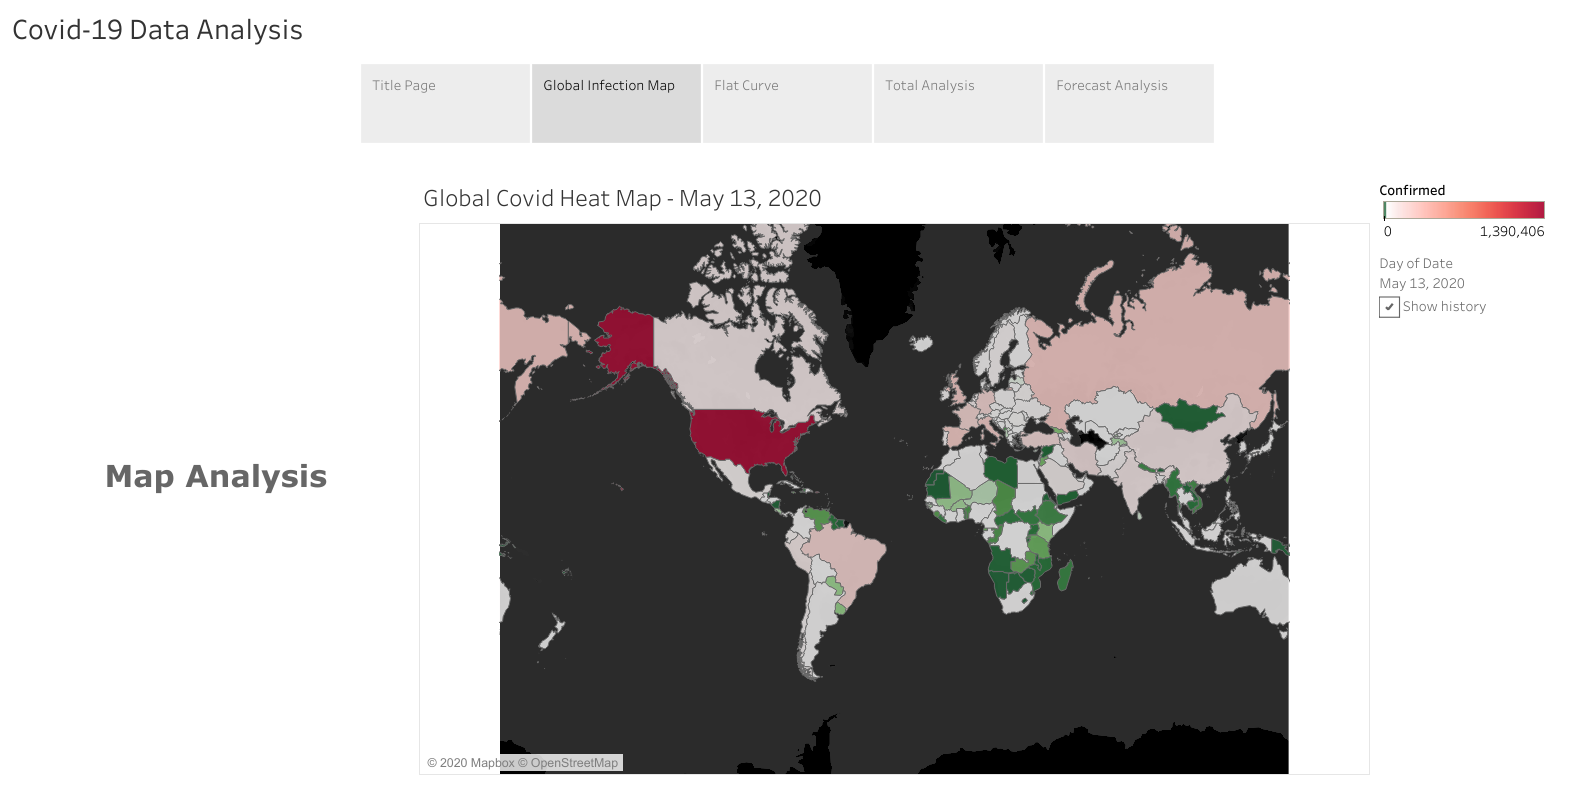 Covid-19 Data Analysis
Title Page
Global Infection Map
Flat Curve
Total Analysis
Forecast Analysis
Global Covid Heat Map - May 13, 2020
Confirmed
0
1,390,406
Day of Date
May 13, 2020
Show history
Map Analysis
© 2020 Mapbox © OpenStreetMap